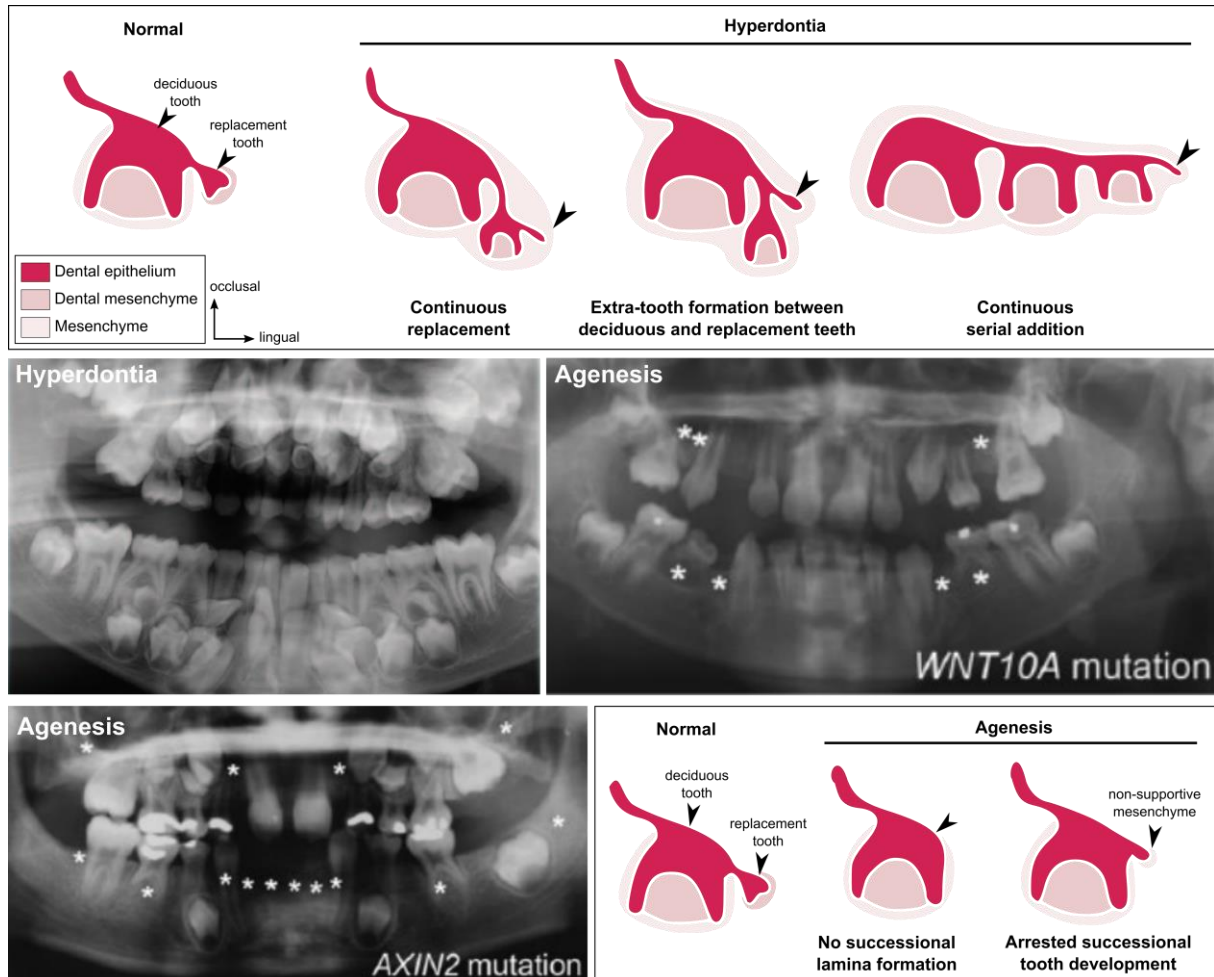 Normal
Hyperdontia
deciduous
tooth
replacement
tooth
Dental epithelium
Dental mesenchyme
Mesenchyme
occlusal
lingual
Continuous
replacement
Extra-tooth formation between
deciduous and replacement teeth
Continuous
serial addition
Hyperdontia
Agenesis
* * *
* * * *
WNT10A mutation
Agenesis
* * * *
* *
* * * * * * * *
AXIN2 mutation
Normal
Agenesis
deciduous
tooth
replacement
tooth
non-supportive
mesenchyme
No successional
lamina formation
Arrested successional
tooth development